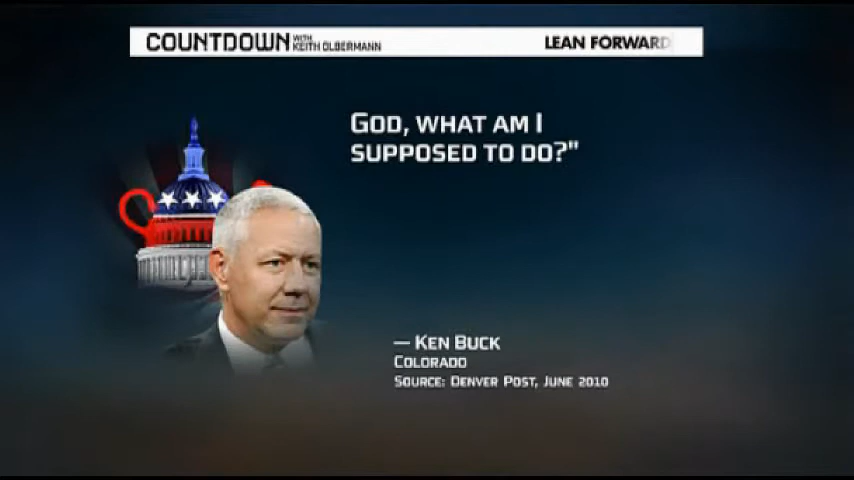 COUNTDOWN WITH KEITH OLBERMANN LEAN FORWARD
GOD, WHAT AM I
SUPPOSED TO DO?"
— KEN BUCK
COLORADO
SOURCE: DENVER POST, JUNE 2010